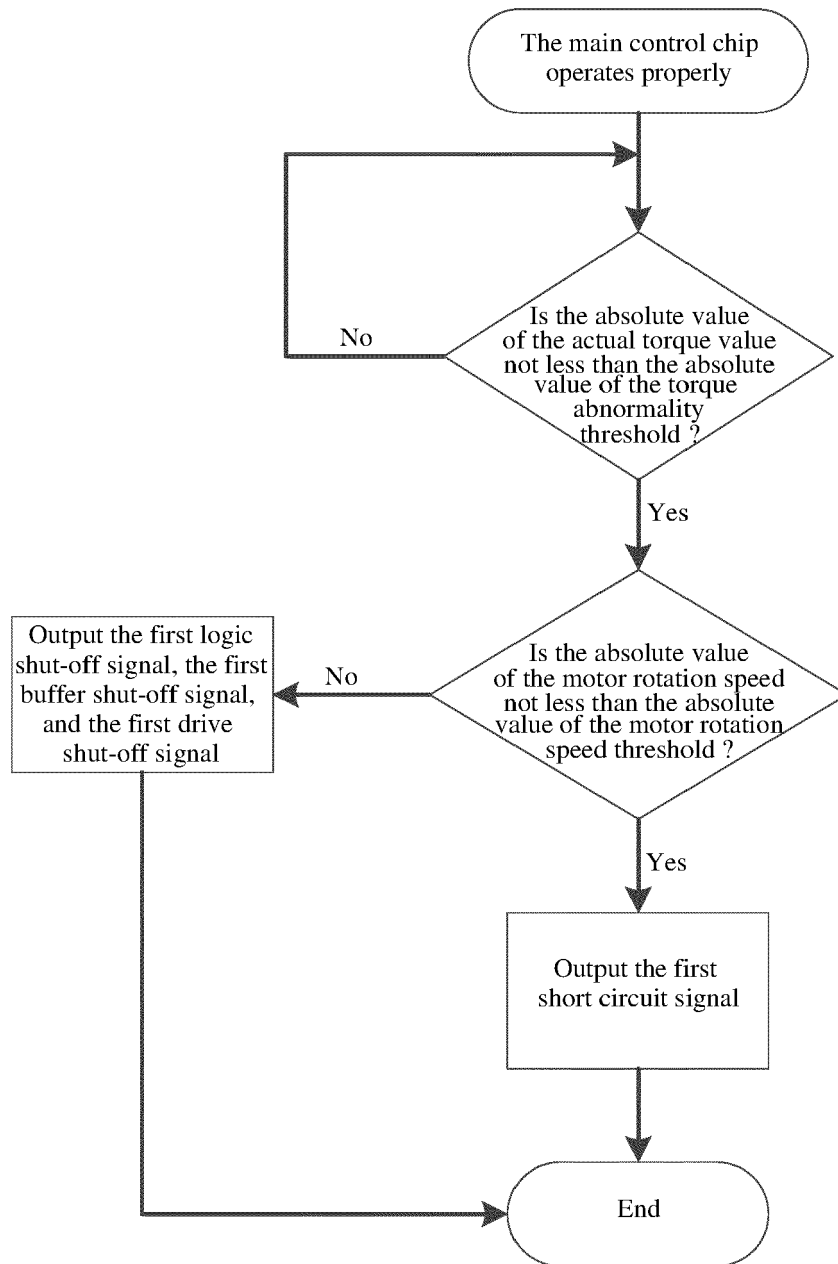 The main control chip
operates properly
No
Is the absolute value
of the actual torque value
not less than the absolute
value of the torque
abnormality
threshold ?
Yes
Output the first logic
shut-off signal, the first
buffer shut-off signal,
and the first drive
shut-off signal
No
Is the absolute value
of the motor rotation speed
not less than the absolute
value of the motor rotation
speed threshold ?
Yes
Output the first
short circuit signal
End